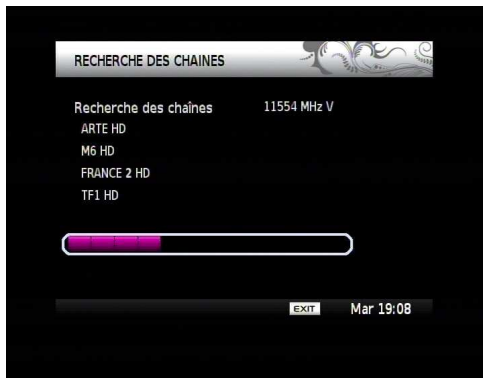 RECHERCHE DES CHAINES
Recherche des chaînes 11554 MHz V
ARTE HD
M6 HD
FRANCE 2 HD
TF1 HD
EXIT Mar 19:08